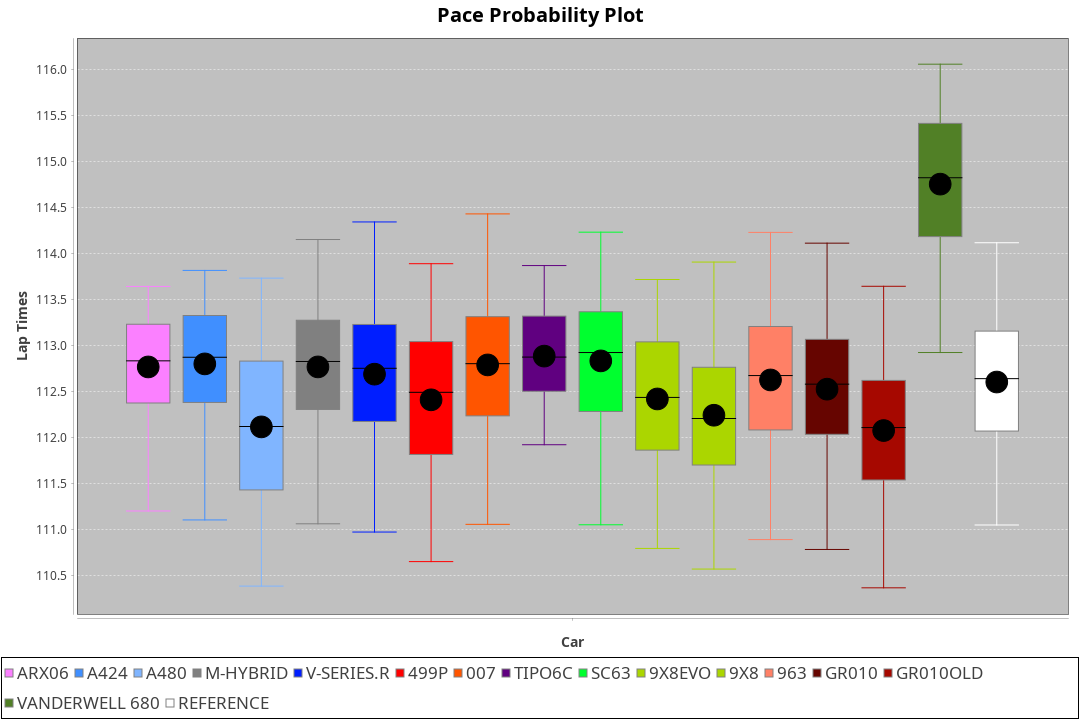 Pace Probability Plot
116.0
115.5
115.0
114.5
114.0
113.5
113.0
112.5
112.0
111.5
111.0
110.5
Lap Times
Car
ARX06 A424 A480 M-HYBRID V-SERIES.R 499P 007 TIPO6C SC63 9X8EVO 9X8 963 GR010 GR010OLD
VANDERWELL 680 REFERENCE